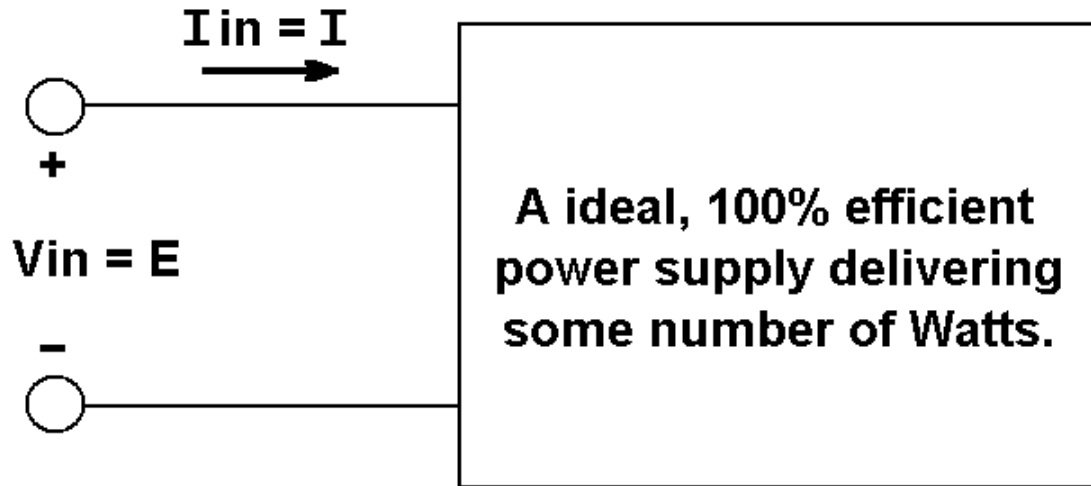 Iin = I
+
Vin = E
-
A ideal, 100% efficient
power supply delivering
some number of Watts.